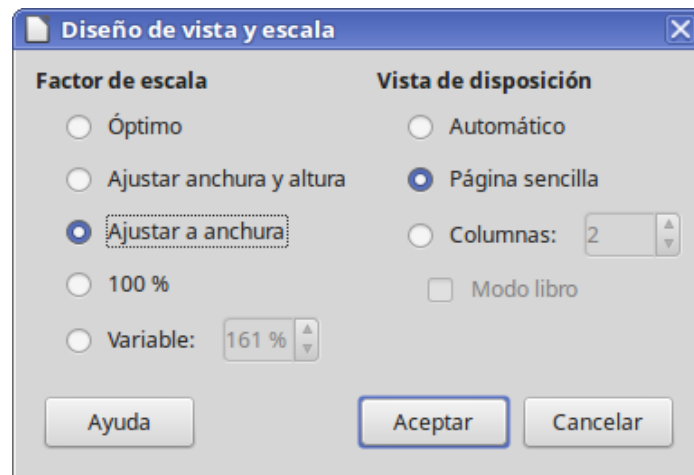 Diseño de vista y escala
Factor de escala
Óptimo
Ajustar anchura y altura
Ajustar a anchura
100 %
Variable: 161 %
Vista de disposición
Automático
Página sencilla
Columnas: 2
Modo libro
Ayuda
Aceptar
Cancelar